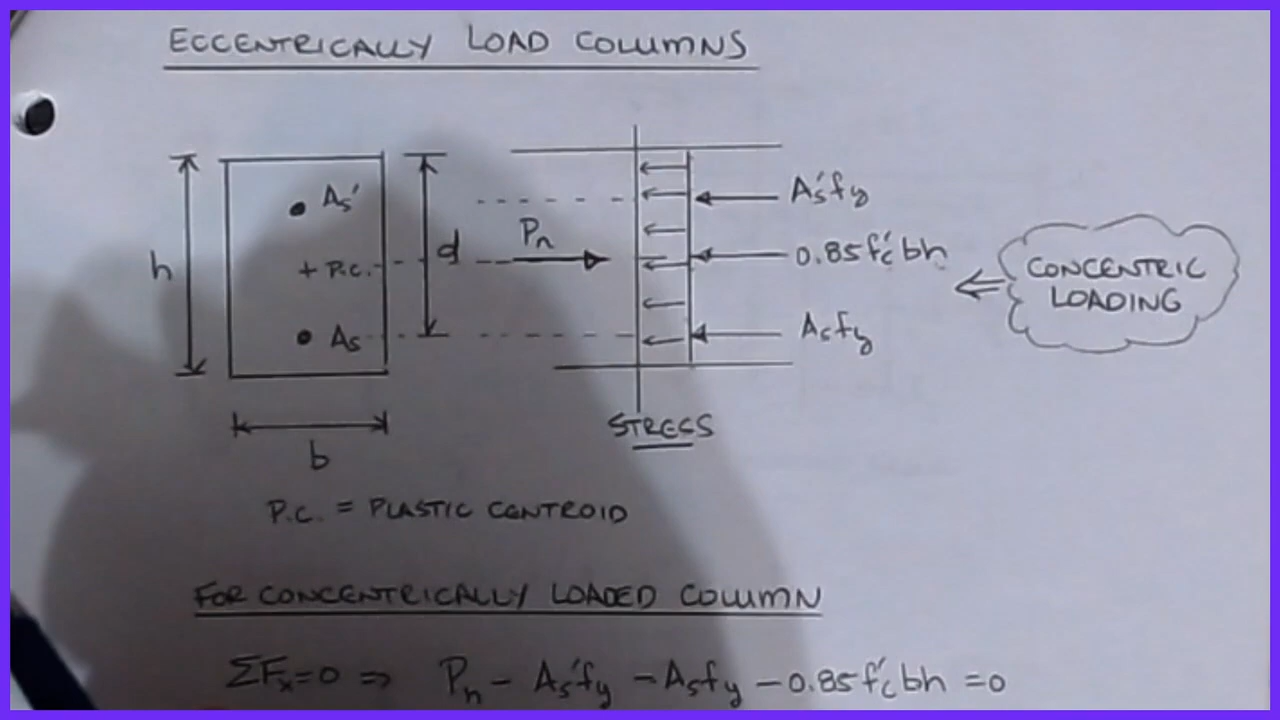 ECCENTRICALLY LOAD COLUMNS
As'
+ P.C.
As
h
d
b
Pn
As'fy
0.85f'c bh
Asfy
CONCENTRIC
LOADING
STRESS
P.C. = PLASTIC CENTROID
FOR CONCENTRICALLY LOADED COLUMN
ΣFx=0 => Pn - As'fy - Asfy - 0.85f'c bh = 0